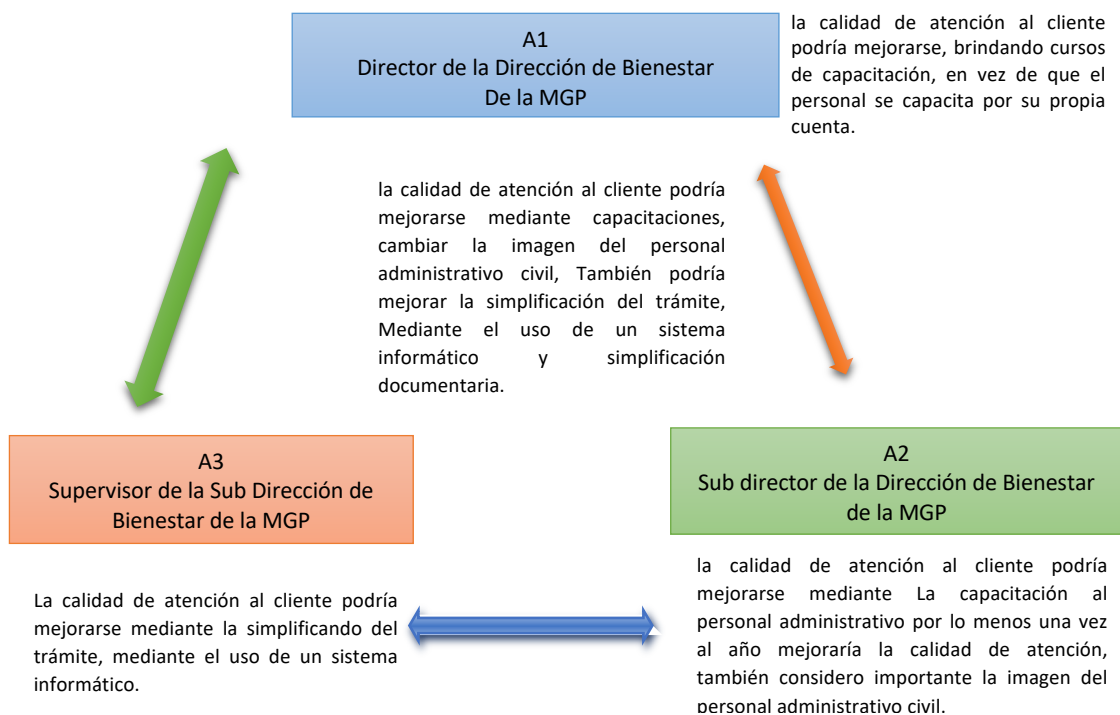 A1
Director de la Dirección de Bienestar
De la MGP
la calidad de atención al cliente
podría mejorarse, brindando cursos
de capacitación, en vez de que el
personal se capacita por su propia
cuenta.
la calidad de atención al cliente podría
mejorarse mediante capacitaciones,
cambiar la imagen del personal
administrativo civil, También podría
mejorar la simplificación del trámite,
Mediante el uso de un sistema
informático y simplificación
documentaria.
A3
Supervisor de la Sub Dirección de
Bienestar de la MGP
A2
Sub director de la Dirección de Bienestar
de la MGP
La calidad de atención al cliente podría
mejorarse mediante la simplificando del
trámite, mediante el uso de un sistema
informático.
la calidad de atención al cliente podría
mejorarse mediante La capacitación al
personal administrativo por lo menos una vez
al año mejoraría la calidad de atención,
también considero importante la imagen del
personal administrativo civil.